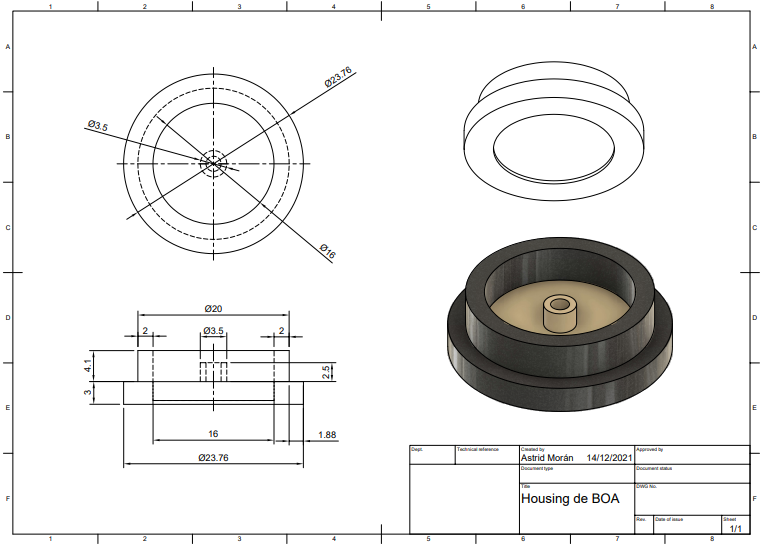 1 2 3 4 5 6 7 8
A A
B B
C C
D D
E E
F F
Ø23.76
Ø3.5
Ø16
Ø20
2 Ø3.5 2
4.1
2.5
3
16 1.88
Ø23.76
Dept. Technical reference Created by Approved by
Astrid Morán 14/12/2021
Document type Document status
Title DWG No.
Housing de BOA
Rev. Date of issue Sheet
1/1
1 2 3 4 5 6 7 8